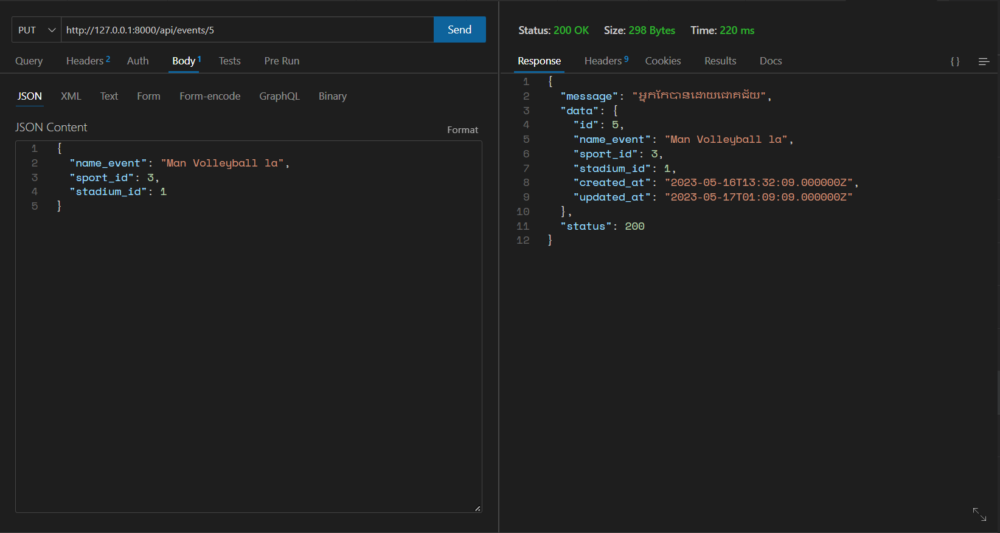 PUT http://127.0.0.1:8000/api/events/5 Send
Query Headers 2 Auth Body 1 Tests Pre Run
JSON XML Text Form Form-encode GraphQL Binary
JSON Content
Format
1 {
2 "name_event": "Man Volleyball la",
3 "sport_id": 3,
4 "stadium_id": 1
5 }
Status: 200 OK Size: 298 Bytes Time: 220 ms
Response Headers 9 Cookies Results Docs { }
1 {
2 "message": "អ្នកកែបានដោយជោគជ័យ",
3 "data": {
4 "id": 5,
5 "name_event": "Man Volleyball la",
6 "sport_id": 3,
7 "stadium_id": 1,
8 "created_at": "2023-05-16T13:32:09.000000Z",
9 "updated_at": "2023-05-17T01:09:09.000000Z"
10 },
11 "status": 200
12 }